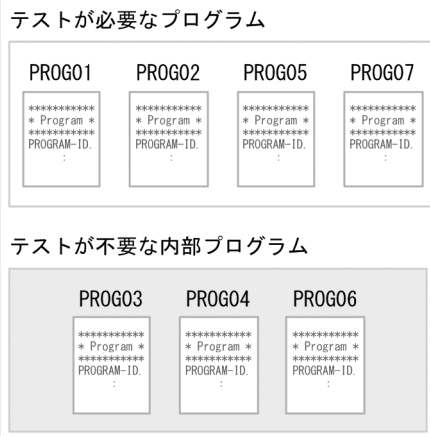 テストが必要なプログラム
PROG01 PROG02 PROG05 PROG07
*********** *********** *********** ***********
* Program * * Program * * Program * * Program *
*********** *********** *********** ***********
PROGRAM-ID. PROGRAM-ID. PROGRAM-ID. PROGRAM-ID.
: : : :
テストが不要な内部プログラム
PROG03 PROG04 PROG06
*********** *********** ***********
* Program * * Program * * Program *
*********** *********** ***********
PROGRAM-ID. PROGRAM-ID. PROGRAM-ID.
: : :